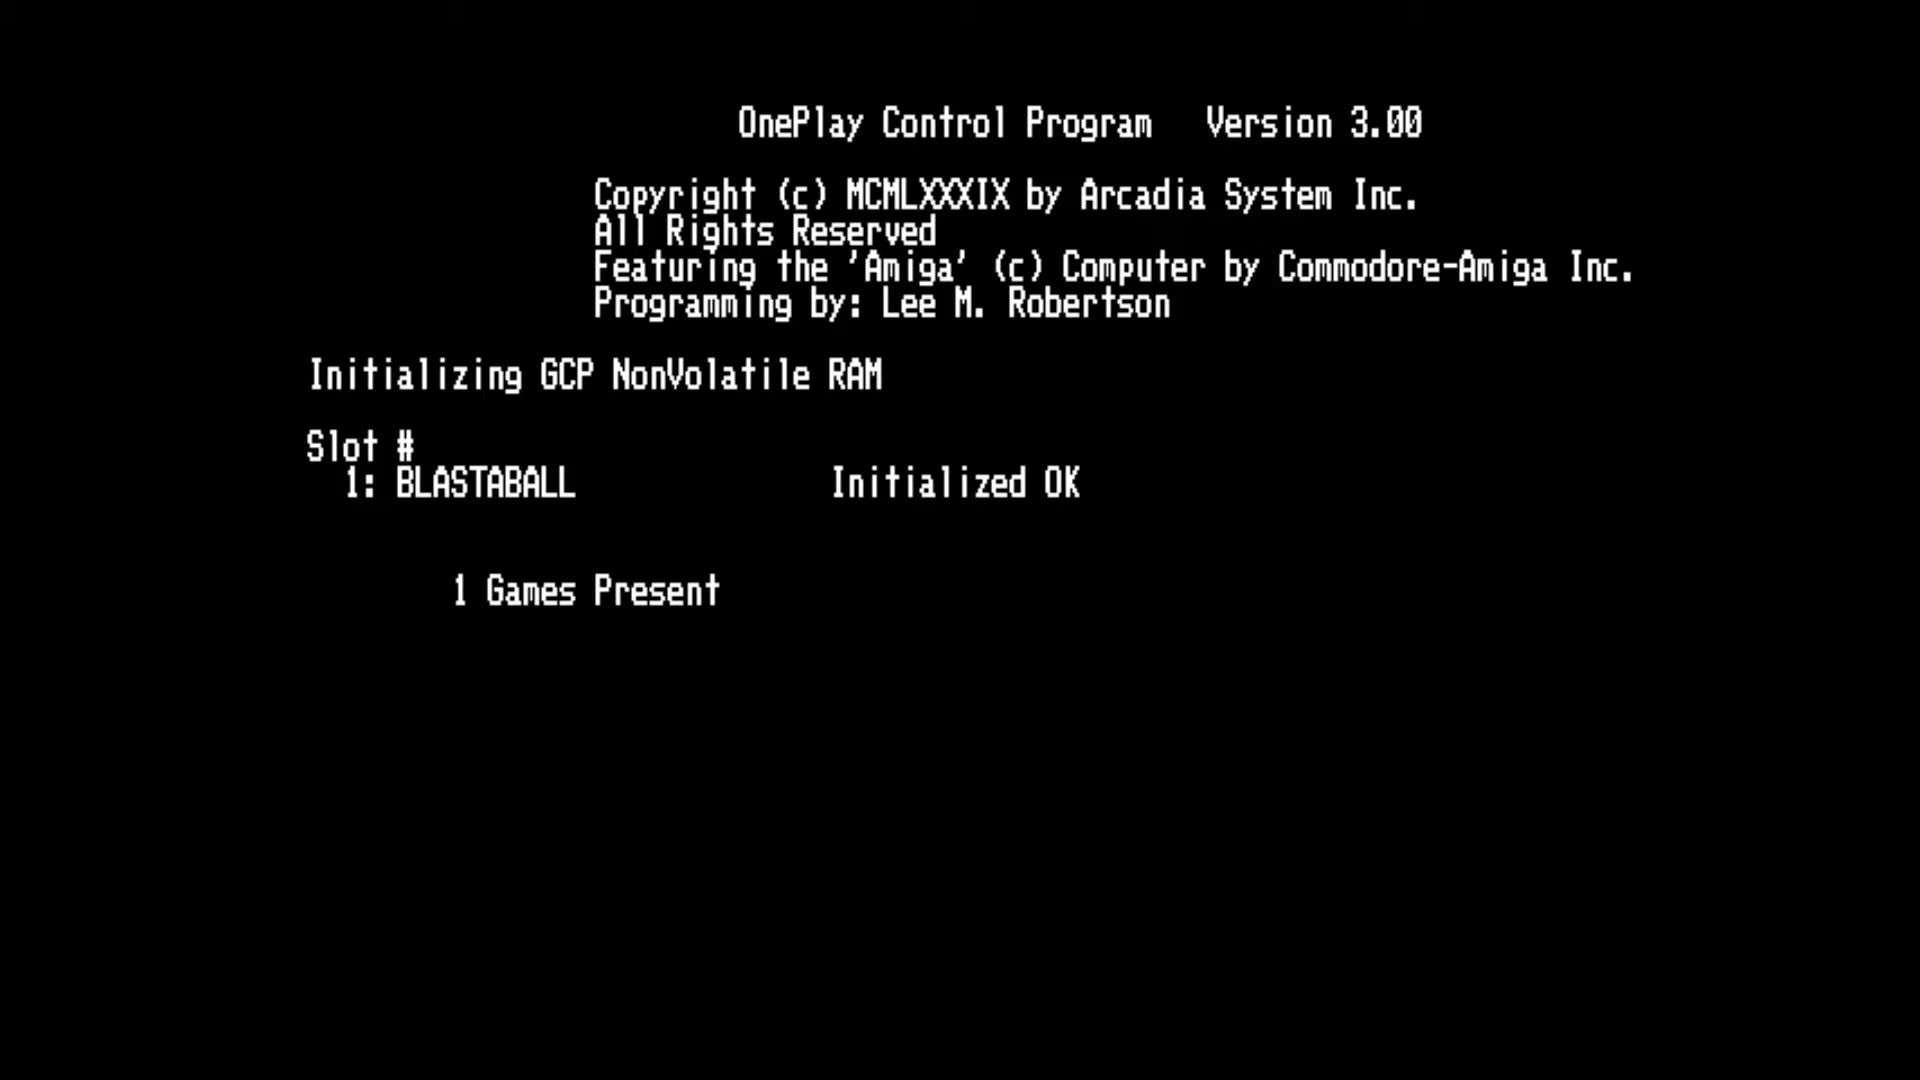 OnePlay Control Program   Version 3.00
Copyright (c) MCMLXXXIX by Arcadia System Inc.
All Rights Reserved
Featuring the 'Amiga' (c) Computer by Commodore-Amiga Inc.
Programming by: Lee M. Robertson
Initializing GCP NonVolatile RAM
Slot #
1: BLASTABALL   Initialized OK
1 Games Present